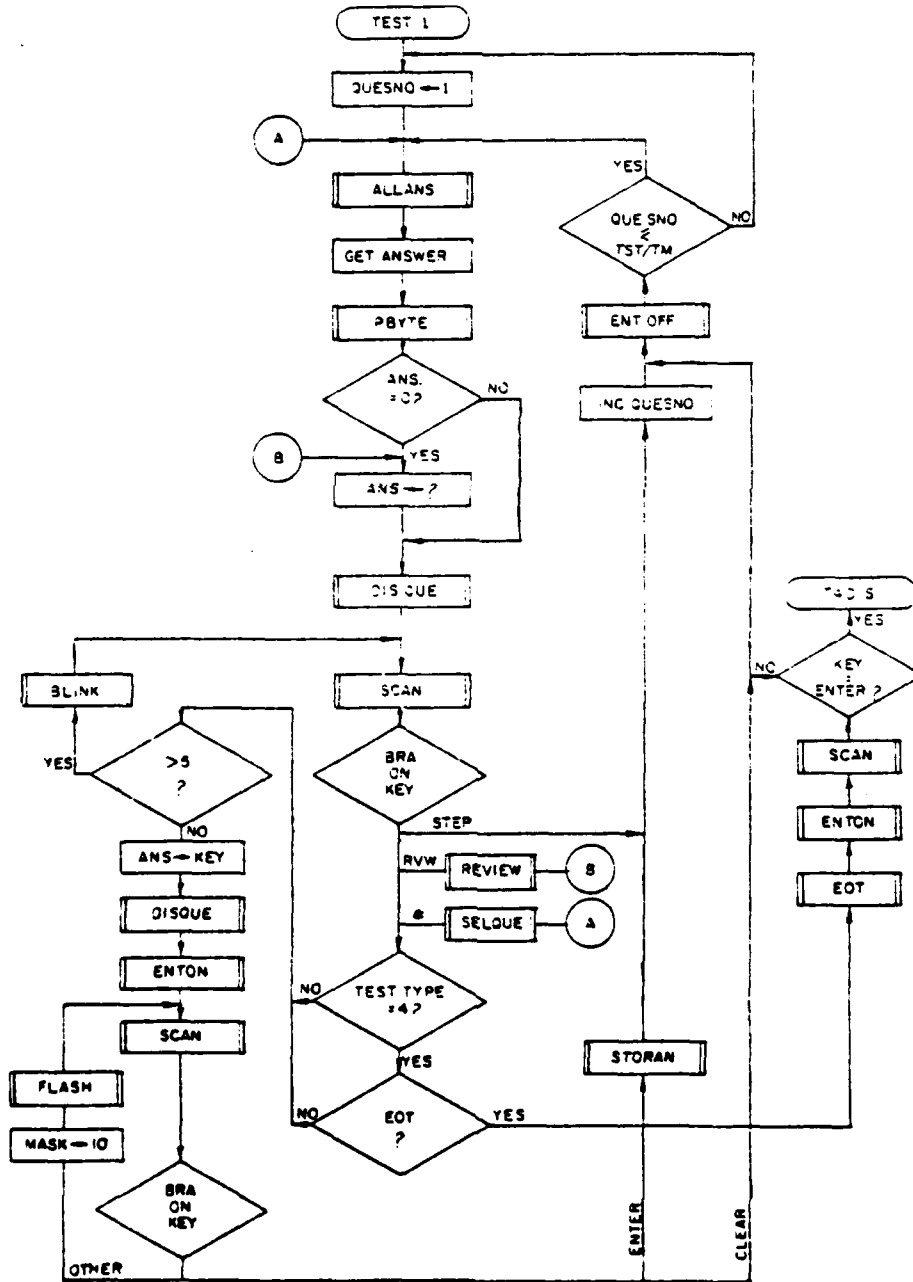 TEST 1
QUESNO ← 1
A
ALLANS
GET ANSWER
PBYTE
ANS.
=0?
NO
B
YES
ANS ← ?
DISQUE
SCAN
BLINK
BRA
ON
KEY
>5
?
YES
NO
ANS ← KEY
DISQUE
ENTON
SCAN
FLASH
MASK ← 10
BRA
ON
KEY
OTHER
STEP
RVW
REVIEW
B
SELQUE
A
TEST TYPE
=4?
NO
YES
EOT
?
NO
YES
YES
QUESNO
≤
TST/TM
NO
ENT OFF
INC QUESNO
STORAN
ENTER
CLEAR
YES
KEY
=
ENTER ?
NO
SCAN
ENTON
EOT